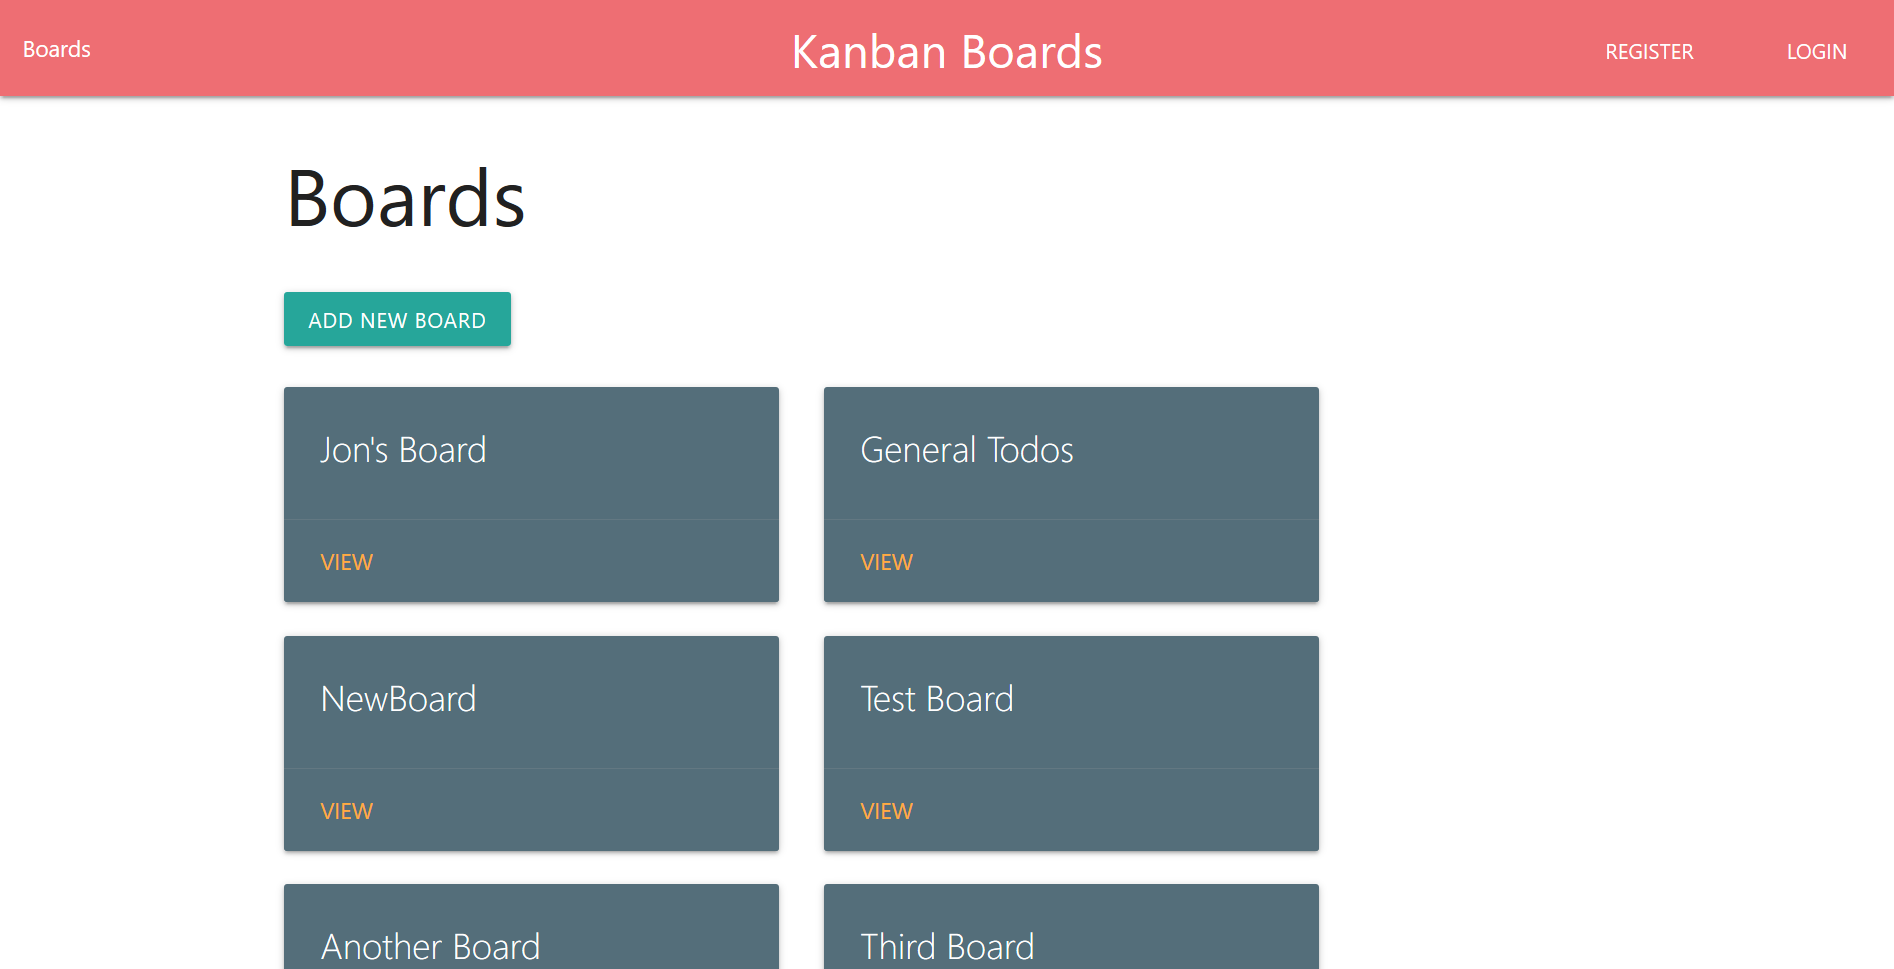 Boards
Kanban Boards
REGISTER
LOGIN
Boards
ADD NEW BOARD
Jon's Board
VIEW
General Todos
VIEW
NewBoard
VIEW
Test Board
VIEW
Another Board
Third Board